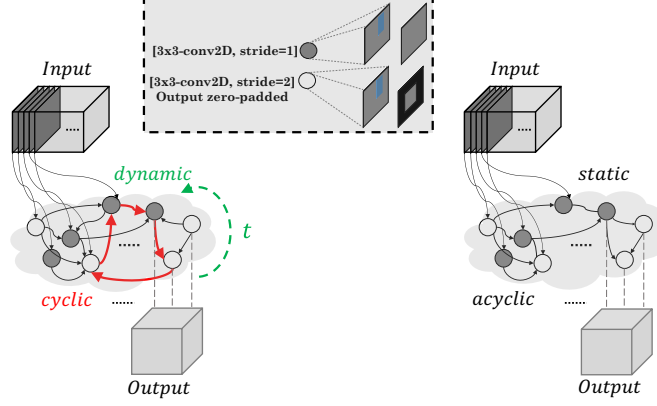 [3x3-conv2D, stride=1]
[3x3-conv2D, stride=2]
Output zero-padded
Input
....
dynamic
t
.....
cyclic
......
Output
Input
....
static
.....
acyclic
......
Output